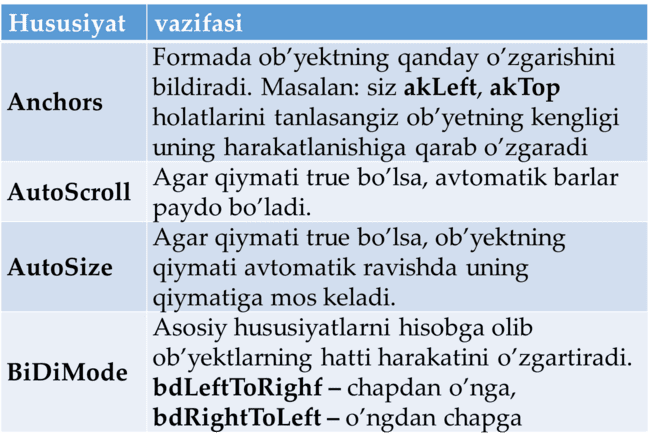 Hususiyat vazifasi
Anchors
Formada ob’yektning qanday o’zgarishini
bildiradi. Masalan: siz akLeft, akTop
holatlarini tanlasangiz ob’yetning kengligi
uning harakatlanishiga qarab o’zgaradi
AutoScroll
Agar qiymati true bo’lsa, avtomatik barlar
paydo bo’ladi.
AutoSize
Agar qiymati true bo’lsa, ob’yektning
qiymati avtomatik ravishda uning
qiymatiga mos keladi.
BiDiMode
Asosiy hususiyatlarni hisobga olib
ob’yektlarning hatti harakatini o’zgartiradi.
bdLeftToRighf – chapdan o’nga,
bdRightToLeft – o’ngdan chapga